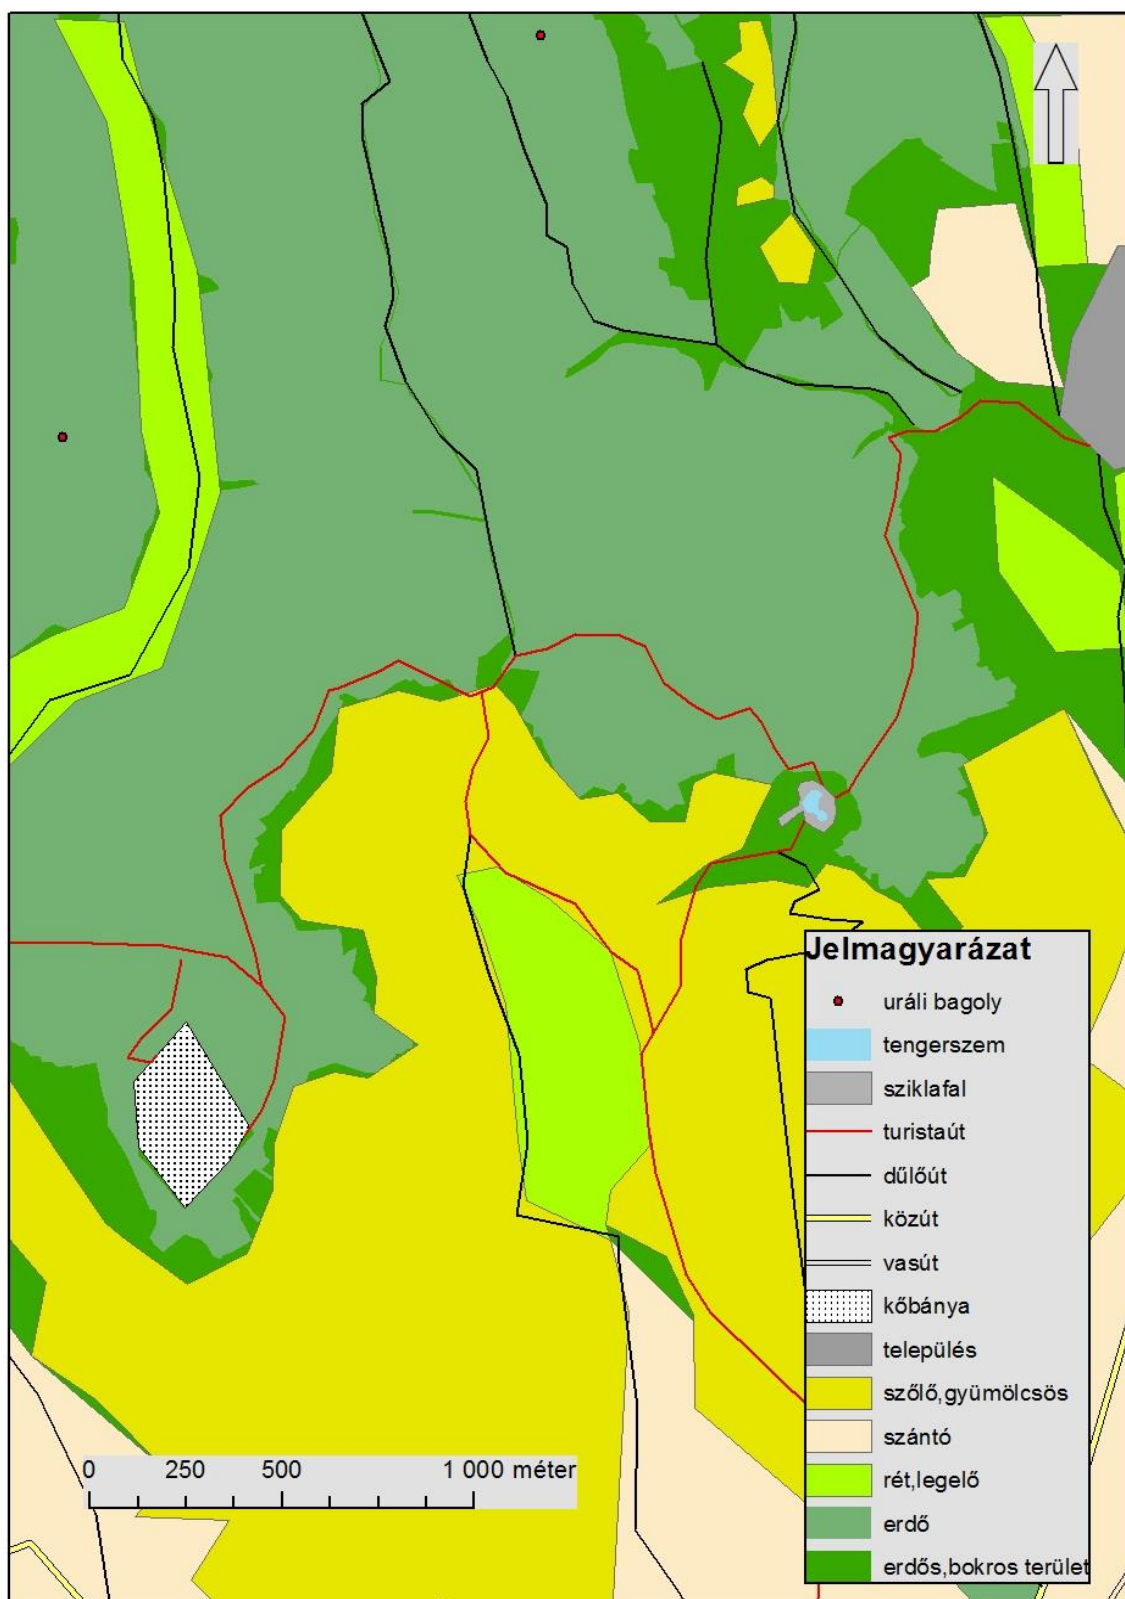 Jelmagyarázat
uráli bagoly
tengerszem
sziklafal
turistaút
dűlőút
közút
vasút
kőbánya
település
szőlő,gyümölcsös
szántó
rét,legelő
erdő
erdős,bokros terület
0 250 500 1 000 méter